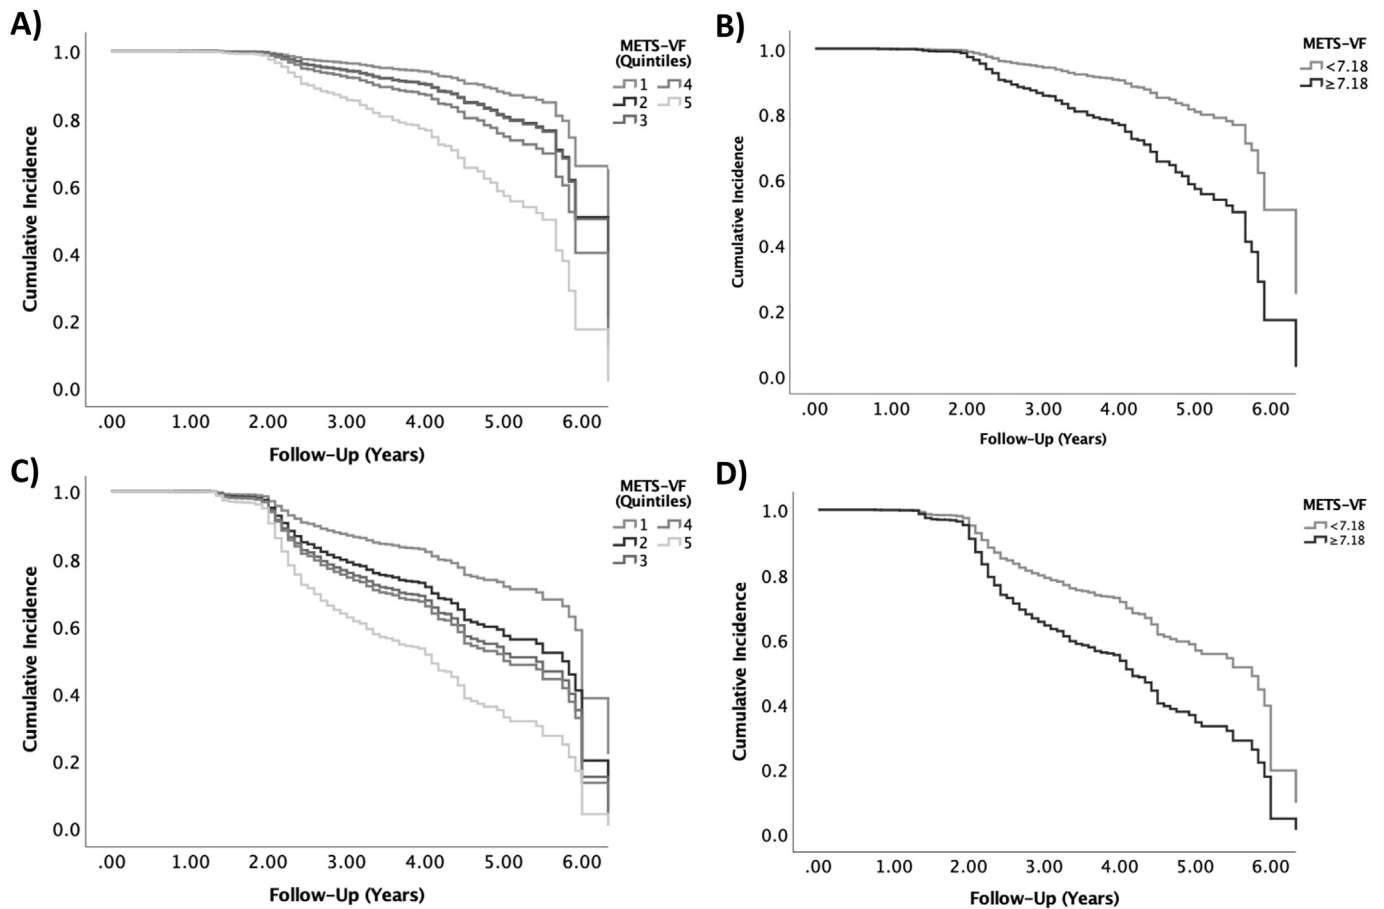 A)
METS-VF
(Quintiles)
1 4
2 5
3
Cumulative Incidence
1.0
0.8
0.6
0.4
0.2
0.0
.00 1.00 2.00 3.00 4.00 5.00 6.00
Follow-Up (Years)
B)
METS-VF
<7.18
≥7.18
Cumulative Incidence
1.0
0.8
0.6
0.4
0.2
0.0
.00 1.00 2.00 3.00 4.00 5.00 6.00
Follow-Up (Years)
C)
METS-VF
(Quintiles)
1 4
2 5
3
Cumulative Incidence
1.0
0.8
0.6
0.4
0.2
0.0
.00 1.00 2.00 3.00 4.00 5.00 6.00
Follow-Up (Years)
D)
METS-VF
<7.18
≥7.18
Cumulative Incidence
1.0
0.8
0.6
0.4
0.2
0.0
.00 1.00 2.00 3.00 4.00 5.00 6.00
Follow-Up (Years)